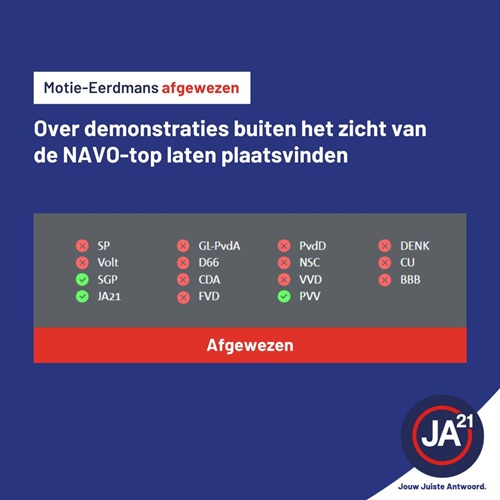 Motie-Eerdmans afgewezen
Over demonstraties buiten het zicht van
de NAVO-top laten plaatsvinden
SP GL-PvdA PvdD DENK
Volt D66 NSC CU
SGP CDA VVD BBB
JA21 FVD PVV
Afgewezen
JA21
Jouw Juiste Antwoord.